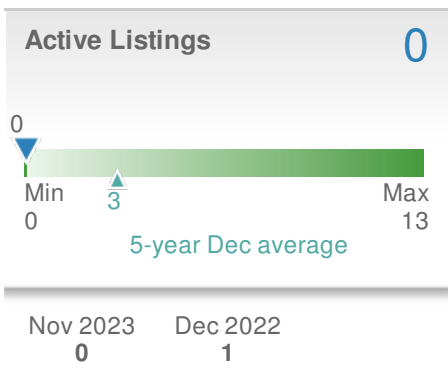 Active Listings 0
0
Min Max
0 3 13
5-year Dec average
Nov 2023 Dec 2022
0 1